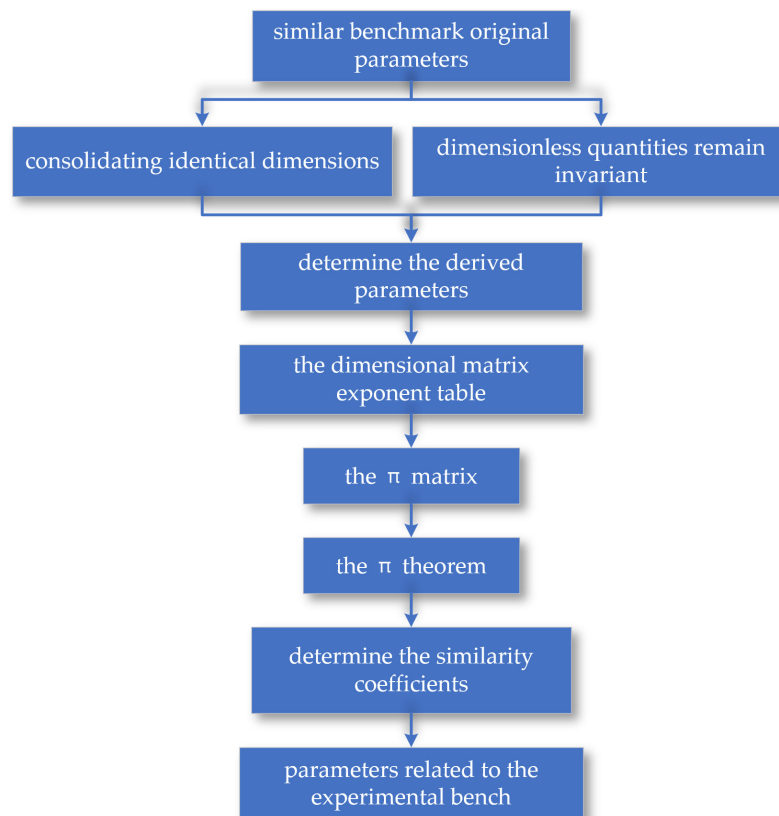 similar benchmark original
parameters
consolidating identical dimensions
dimensionless quantities remain
invariant
determine the derived
parameters
the dimensional matrix
exponent table
the π matrix
the π theorem
determine the similarity
coefficients
parameters related to the
experimental bench